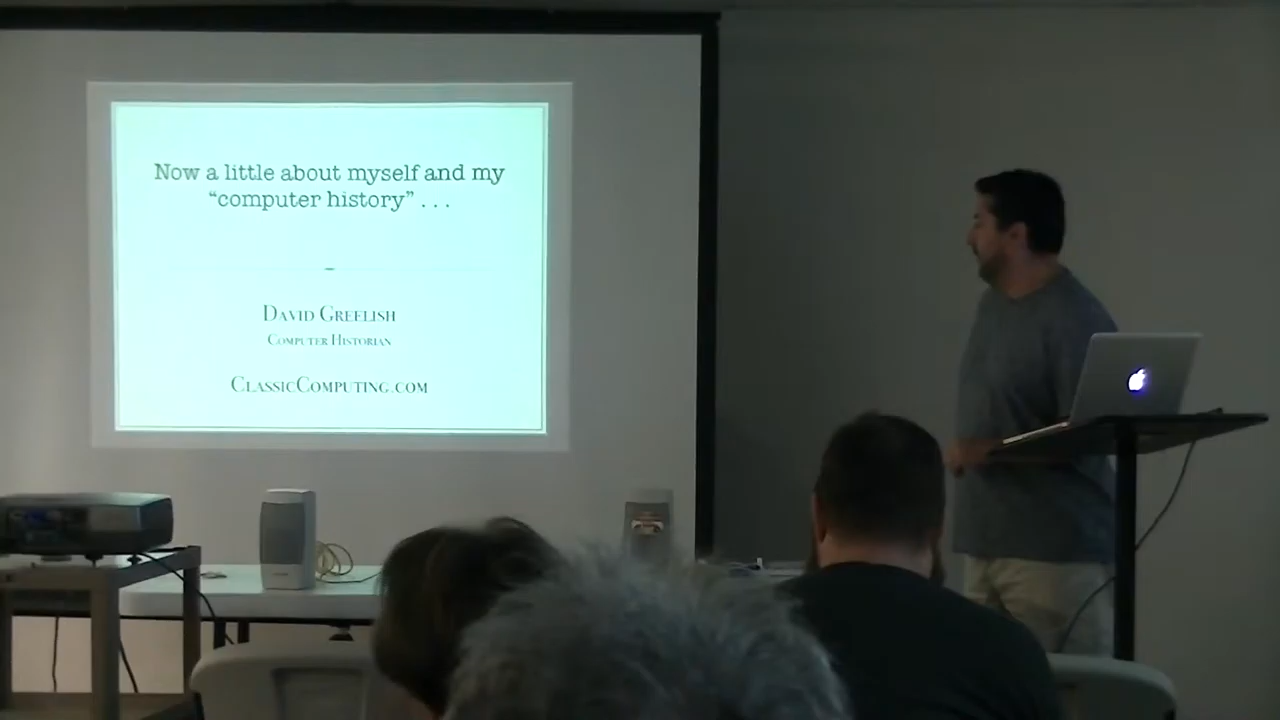 Now a little about myself and my
“computer history” . . .
David Greelish
Computer Historian
ClassicComputing.com